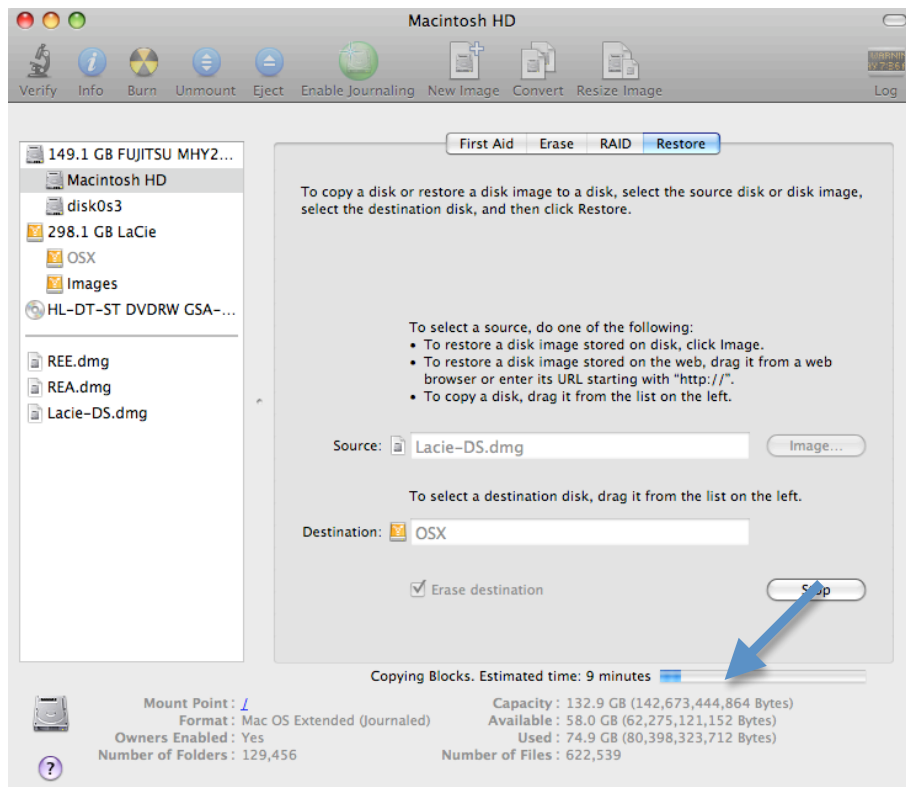 Macintosh HD
Verify Info Burn Unmount Eject Enable Journaling New Image Convert Resize Image Log
149.1 GB FUJITSU MHY2...
Macintosh HD
disk0s3
298.1 GB LaCie
OSX
Images
HL-DT-ST DVDRW GSA-...
REE.dmg
REA.dmg
Lacie-DS.dmg
First Aid Erase RAID Restore
To copy a disk or restore a disk image to a disk, select the source disk or disk image,
select the destination disk, and then click Restore.
To select a source, do one of the following:
• To restore a disk image stored on disk, click Image.
• To restore a disk image stored on the web, drag it from a web
browser or enter its URL starting with “http://”.
• To copy a disk, drag it from the list on the left.
Source: Lacie-DS.dmg Image...
To select a destination disk, drag it from the list on the left.
Destination: OSX
Erase destination Stop
Copying Blocks. Estimated time: 9 minutes
Mount Point : / Capacity : 132.9 GB (142,673,444,864 Bytes)
Format : Mac OS Extended (Journaled) Available : 58.0 GB (62,275,121,152 Bytes)
Owners Enabled : Yes Used : 74.9 GB (80,398,323,712 Bytes)
Number of Folders : 129,456 Number of Files : 622,539
?